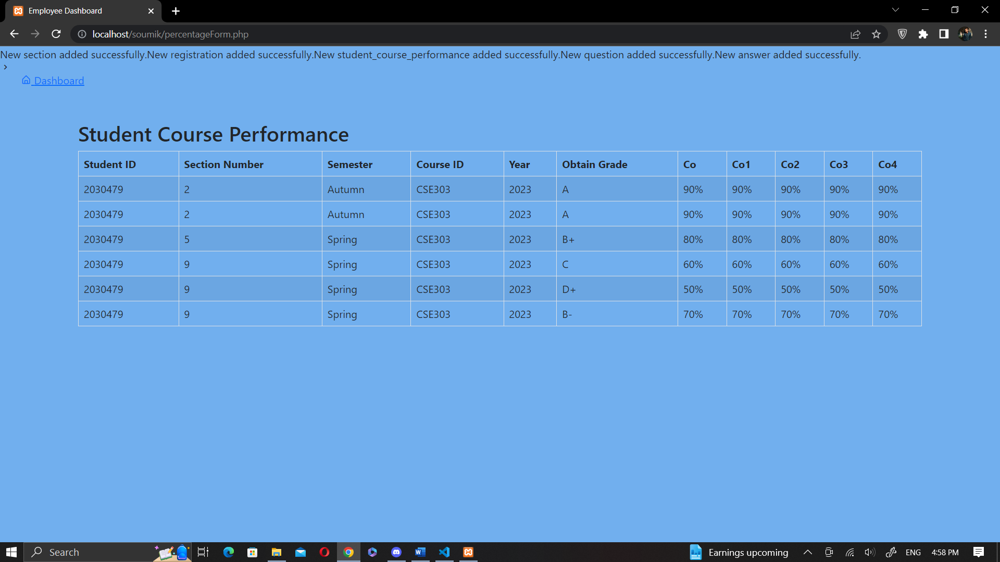 Employee Dashboard
localhost/soumik/percentageForm.php
New section added successfully.New registration added successfully.New student_course_performance added successfully.New question added successfully.New answer added successfully.
>
Dashboard
Student Course Performance
Student ID Section Number Semester Course ID Year Obtain Grade Co Co1 Co2 Co3 Co4
2030479 2 Autumn CSE303 2023 A 90% 90% 90% 90% 90%
2030479 2 Autumn CSE303 2023 A 90% 90% 90% 90% 90%
2030479 5 Spring CSE303 2023 B+ 80% 80% 80% 80% 80%
2030479 9 Spring CSE303 2023 C 60% 60% 60% 60% 60%
2030479 9 Spring CSE303 2023 D+ 50% 50% 50% 50% 50%
2030479 9 Spring CSE303 2023 B- 70% 70% 70% 70% 70%
Search Earnings upcoming ENG 4:58 PM